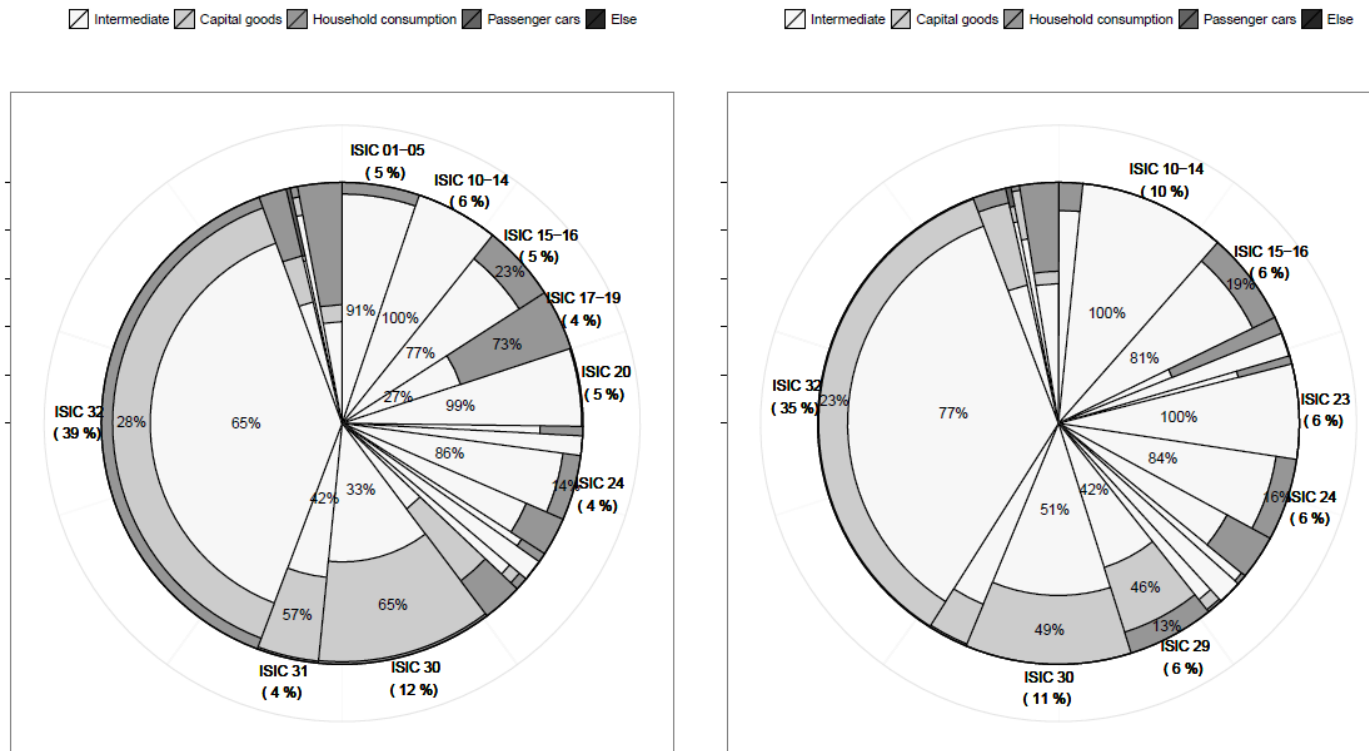 Intermediate Capital goods Household consumption Passenger cars Else
ISIC 01−05
( 5 %)
ISIC 10−14
( 6 %)
ISIC 15−16
( 5 %)
23%
ISIC 17−19
( 4 %)
91%
100%
73%
77%
ISIC 20
( 5 %)
27%
99%
ISIC 32
( 39 %)
28%
65%
86%
33%
14%
ISIC 24
( 4 %)
42%
57%
65%
ISIC 31
( 4 %)
ISIC 30
( 12 %)
Intermediate Capital goods Household consumption Passenger cars Else
ISIC 10−14
( 10 %)
ISIC 15−16
( 6 %)
19%
100%
81%
ISIC 32
( 35 %)
23%
77%
ISIC 23
( 6 %)
100%
84%
42%
16%
ISIC 24
( 6 %)
51%
46%
49%
13%
ISIC 29
( 6 %)
ISIC 30
( 11 %)